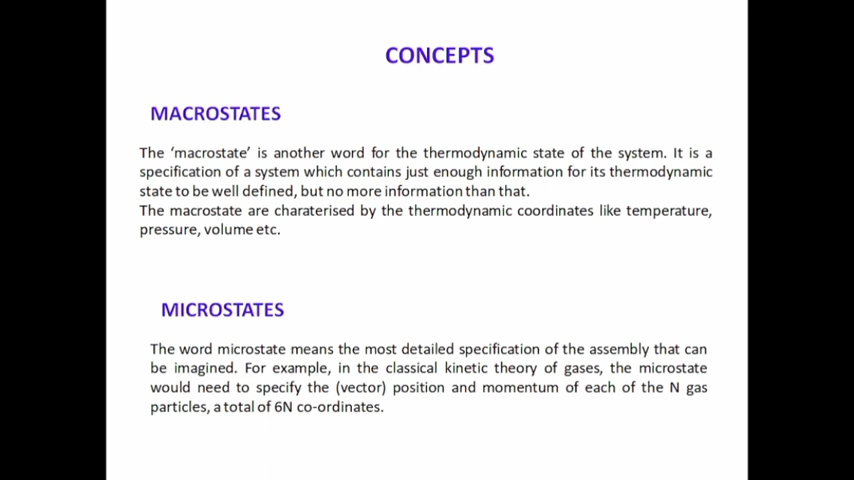 CONCEPTS
MACROSTATES
The ‘macrostate’ is another word for the thermodynamic state of the system. It is a
specification of a system which contains just enough information for its thermodynamic
state to be well defined, but no more information than that.
The macrostate are charaterised by the thermodynamic coordinates like temperature,
pressure, volume etc.
MICROSTATES
The word microstate means the most detailed specification of the assembly that can
be imagined. For example, in the classical kinetic theory of gases, the microstate
would need to specify the (vector) position and momentum of each of the N gas
particles, a total of 6N co-ordinates.